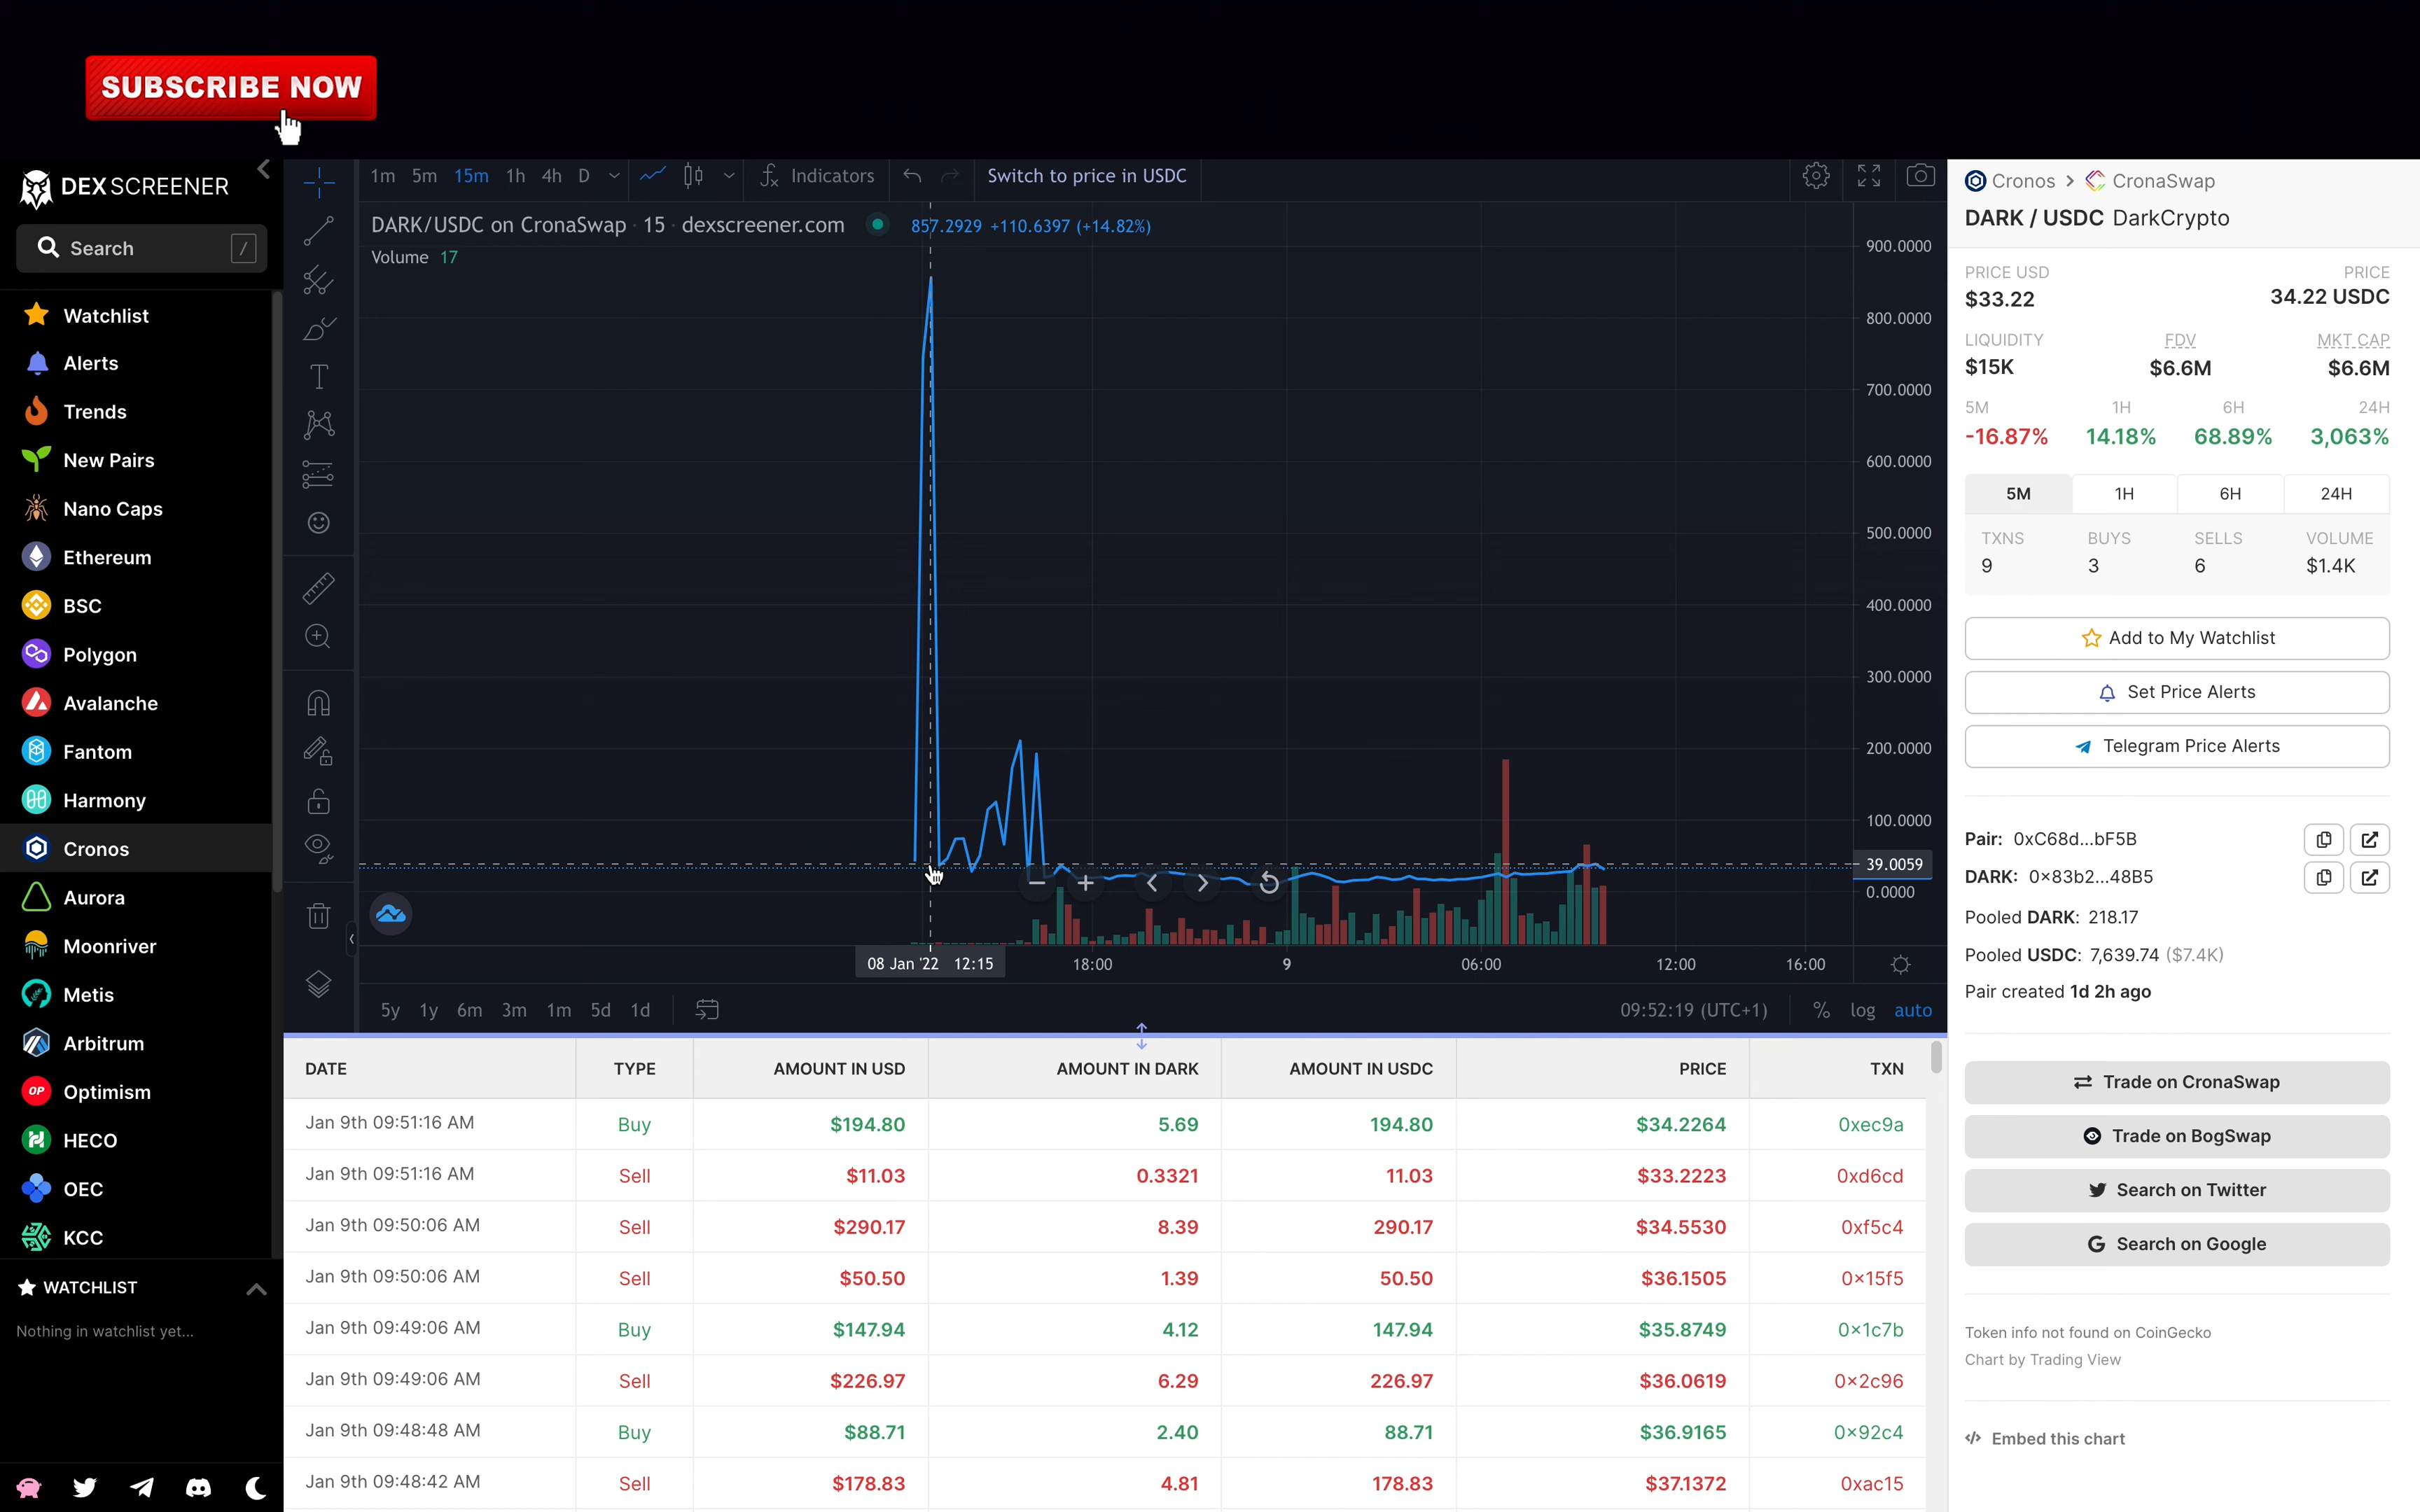 SUBSCRIBE NOW
DEXSCREENER
Search /
Watchlist
Alerts
Trends
New Pairs
Nano Caps
Ethereum
BSC
Polygon
Avalanche
Fantom
Harmony
Cronos
Aurora
Moonriver
Metis
Arbitrum
Optimism
HECO
OEC
KCC
WATCHLIST
Nothing in watchlist yet...
1m 5m 15m 1h 4h D Indicators Switch to price in USDC
DARK/USDC on CronaSwap · 15 · dexscreener.com 857.2929 +110.6397 (+14.82%)
Volume 17
900.0000
800.0000
700.0000
600.0000
500.0000
400.0000
300.0000
200.0000
100.0000
39.0059
0.0000
08 Jan '22 12:15 18:00 9 06:00 12:00 16:00
5y 1y 6m 3m 1m 5d 1d 09:52:19 (UTC+1) % log auto
DATE TYPE AMOUNT IN USD AMOUNT IN DARK AMOUNT IN USDC PRICE TXN
Jan 9th 09:51:16 AM Buy $194.80 5.69 194.80 $34.2264 0xec9a
Jan 9th 09:51:16 AM Sell $11.03 0.3321 11.03 $33.2223 0xd6cd
Jan 9th 09:50:06 AM Sell $290.17 8.39 290.17 $34.5530 0xf5c4
Jan 9th 09:50:06 AM Sell $50.50 1.39 50.50 $36.1505 0x15f5
Jan 9th 09:49:06 AM Buy $147.94 4.12 147.94 $35.8749 0x1c7b
Jan 9th 09:49:06 AM Sell $226.97 6.29 226.97 $36.0619 0x2c96
Jan 9th 09:48:48 AM Buy $88.71 2.40 88.71 $36.9165 0x92c4
Jan 9th 09:48:42 AM Sell $178.83 4.81 178.83 $37.1372 0xac15
Cronos > CronaSwap
DARK / USDC DarkCrypto
PRICE USD PRICE
$33.22 34.22 USDC
LIQUIDITY FDV MKT CAP
$15K $6.6M $6.6M
5M 1H 6H 24H
-16.87% 14.18% 68.89% 3,063%
5M 1H 6H 24H
TXNS BUYS SELLS VOLUME
9 3 6 $1.4K
Add to My Watchlist
Set Price Alerts
Telegram Price Alerts
Pair: 0xC68d...bF5B
DARK: 0x83b2...48B5
Pooled DARK: 218.17
Pooled USDC: 7,639.74 ($7.4K)
Pair created 1d 2h ago
Trade on CronaSwap
Trade on BogSwap
Search on Twitter
Search on Google
Token info not found on CoinGecko
Chart by Trading View
Embed this chart